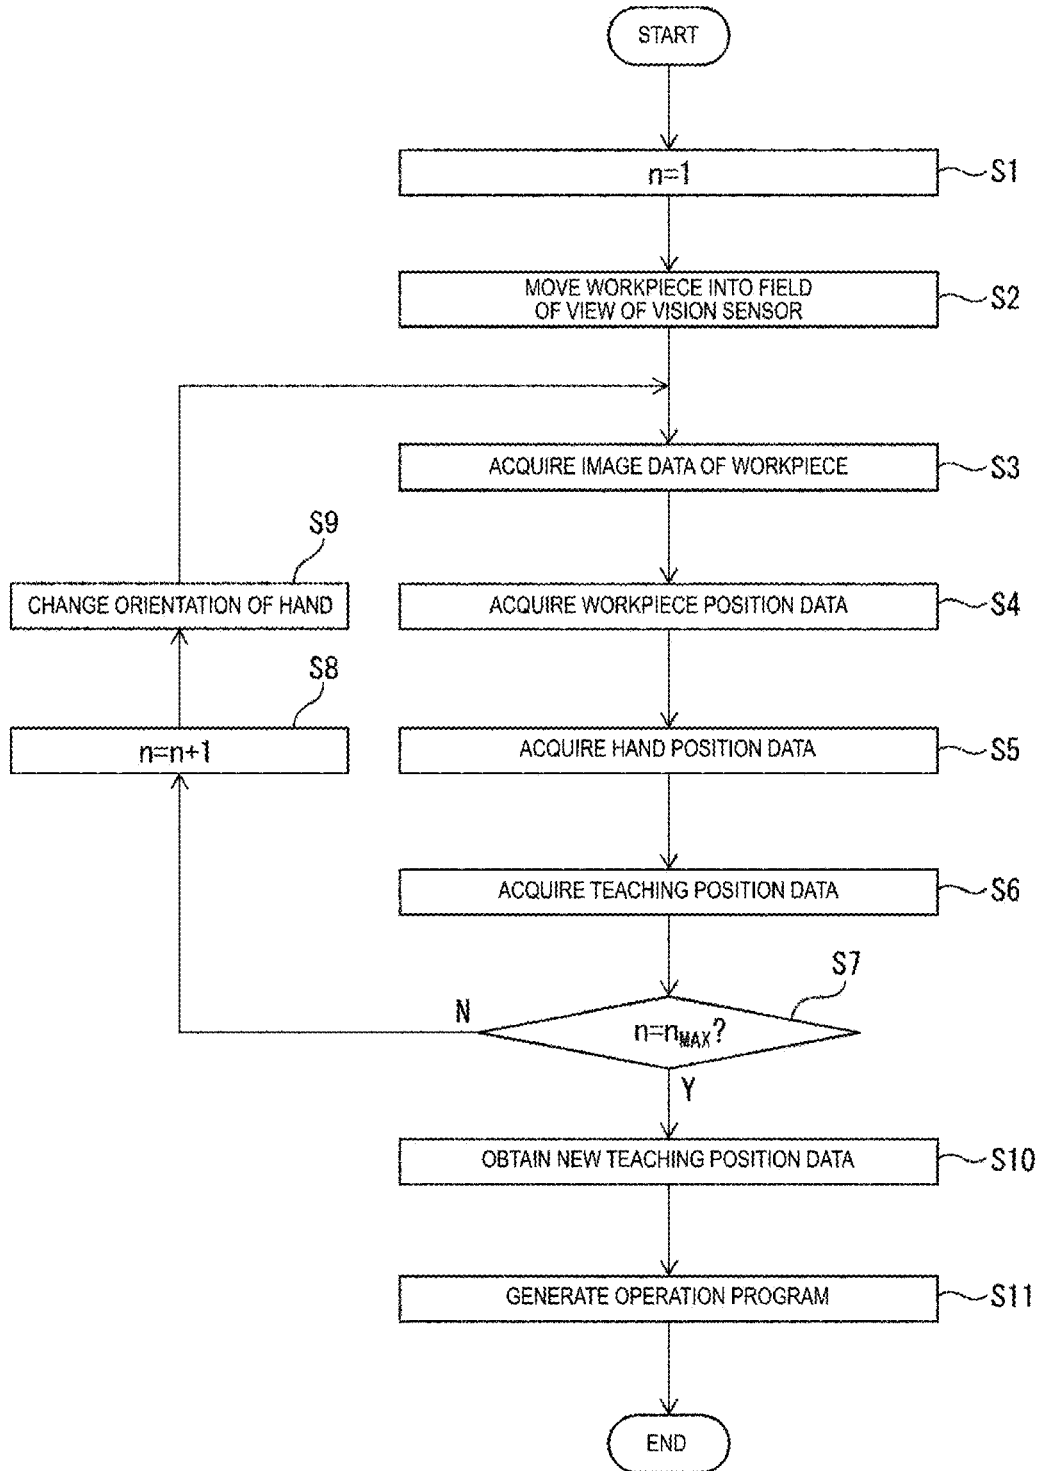 START
n=1
S1
MOVE WORKPIECE INTO FIELD
OF VIEW OF VISION SENSOR
S2
ACQUIRE IMAGE DATA OF WORKPIECE
S3
S9
CHANGE ORIENTATION OF HAND
ACQUIRE WORKPIECE POSITION DATA
S4
S8
n=n+1
ACQUIRE HAND POSITION DATA
S5
ACQUIRE TEACHING POSITION DATA
S6
S7
N
n=nMAX?
Y
OBTAIN NEW TEACHING POSITION DATA
S10
GENERATE OPERATION PROGRAM
S11
END